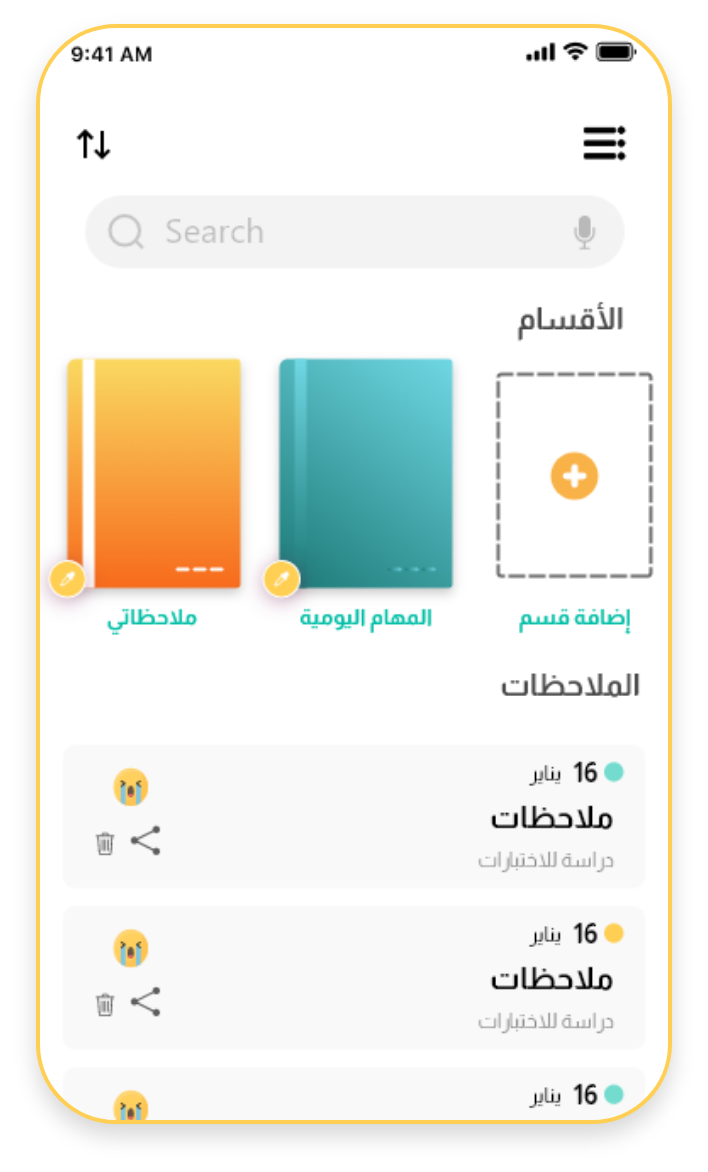 9:41 AM
Search
الأقسام
إضافة قسم
المهام اليومية
ملاحظاتي
الملاحظات
16 يناير
ملاحظات
دراسة للاختبارات
16 يناير
ملاحظات
دراسة للاختبارات
16 يناير